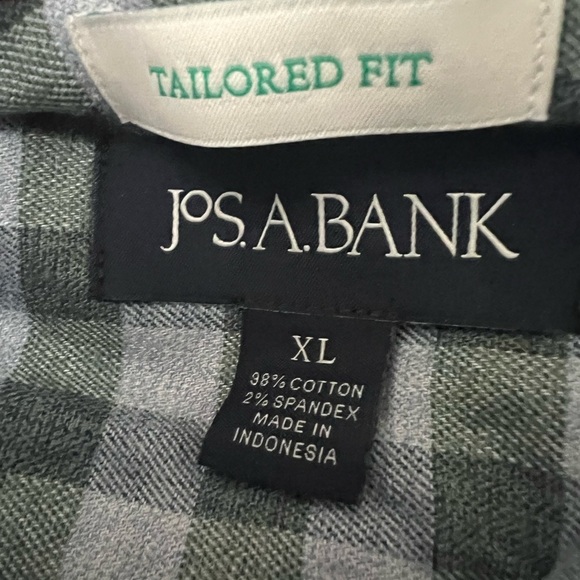 TAILORED FIT
JOS. A. BANK
XL
98% COTTON
2% SPANDEX
MADE IN
INDONESIA